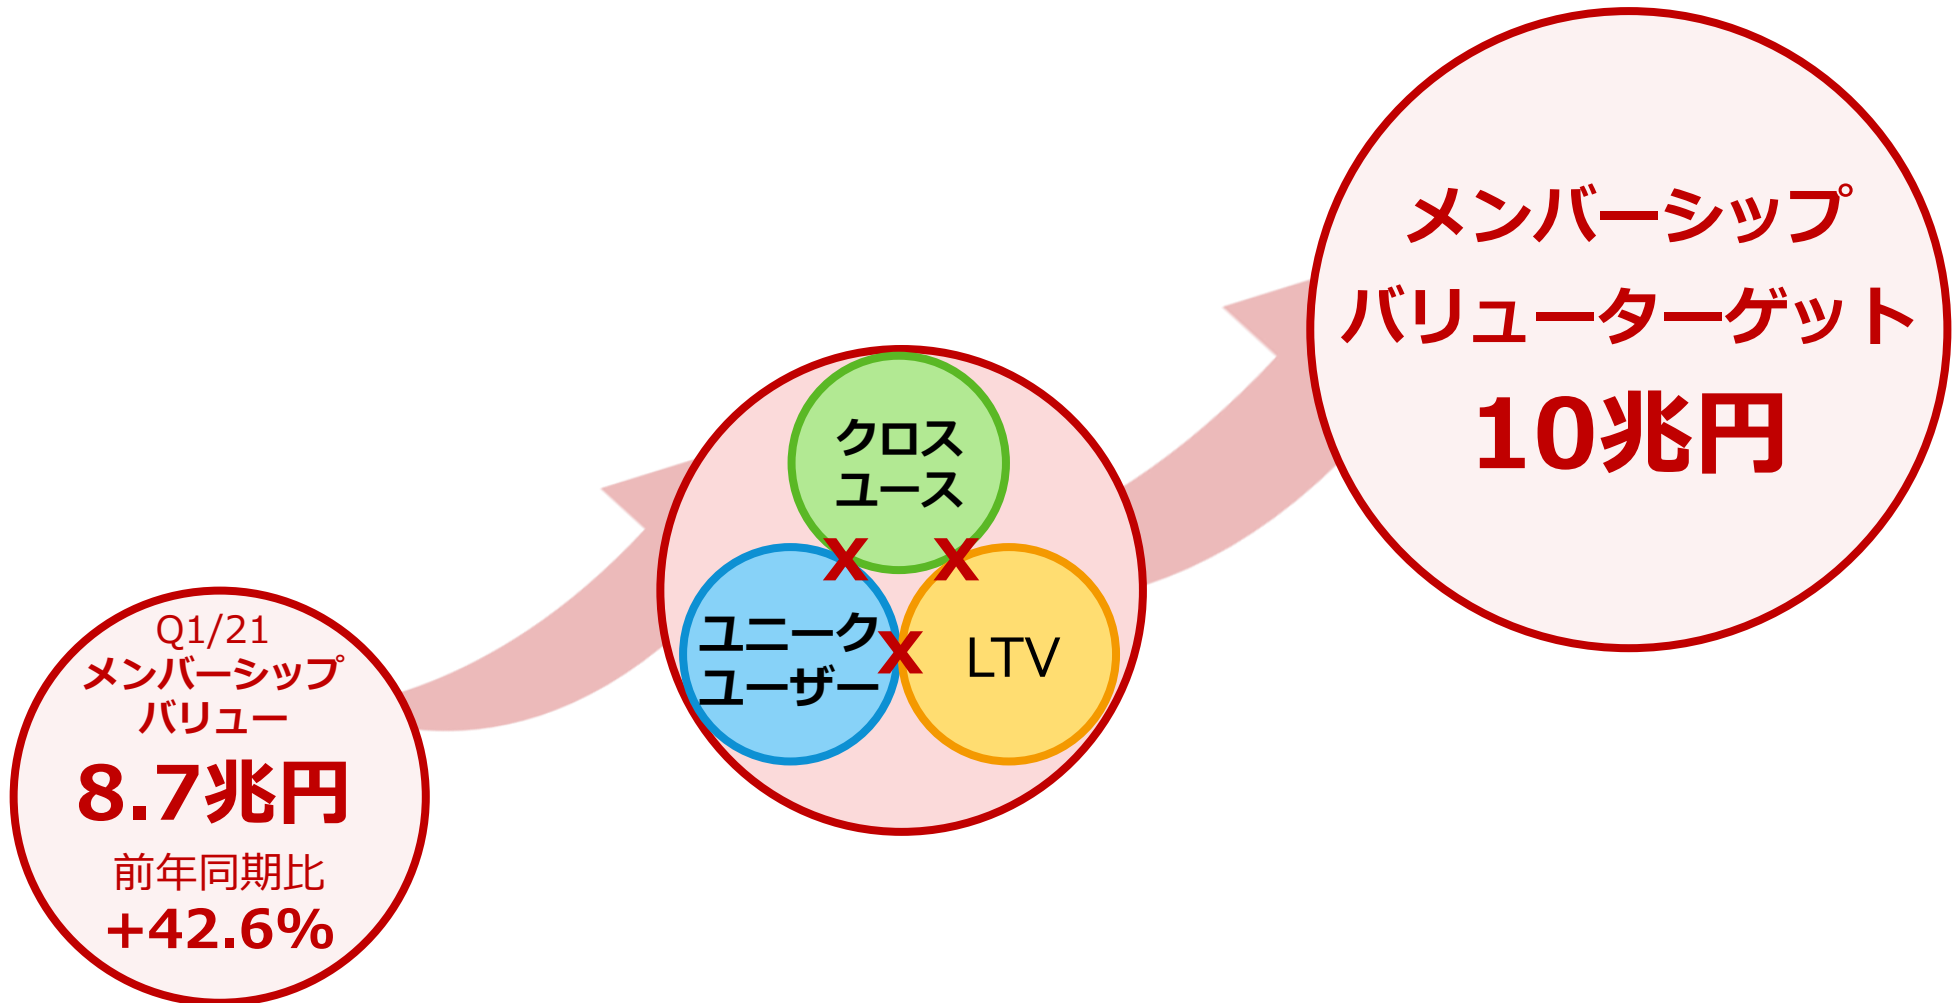 Q1/21
メンバーシップ
バリュー
8.7兆円
前年同期比
+42.6%
クロス
ユース
X
X
ユニーク
ユーザー
X
LTV
メンバーシップ
バリューターゲット
10兆円